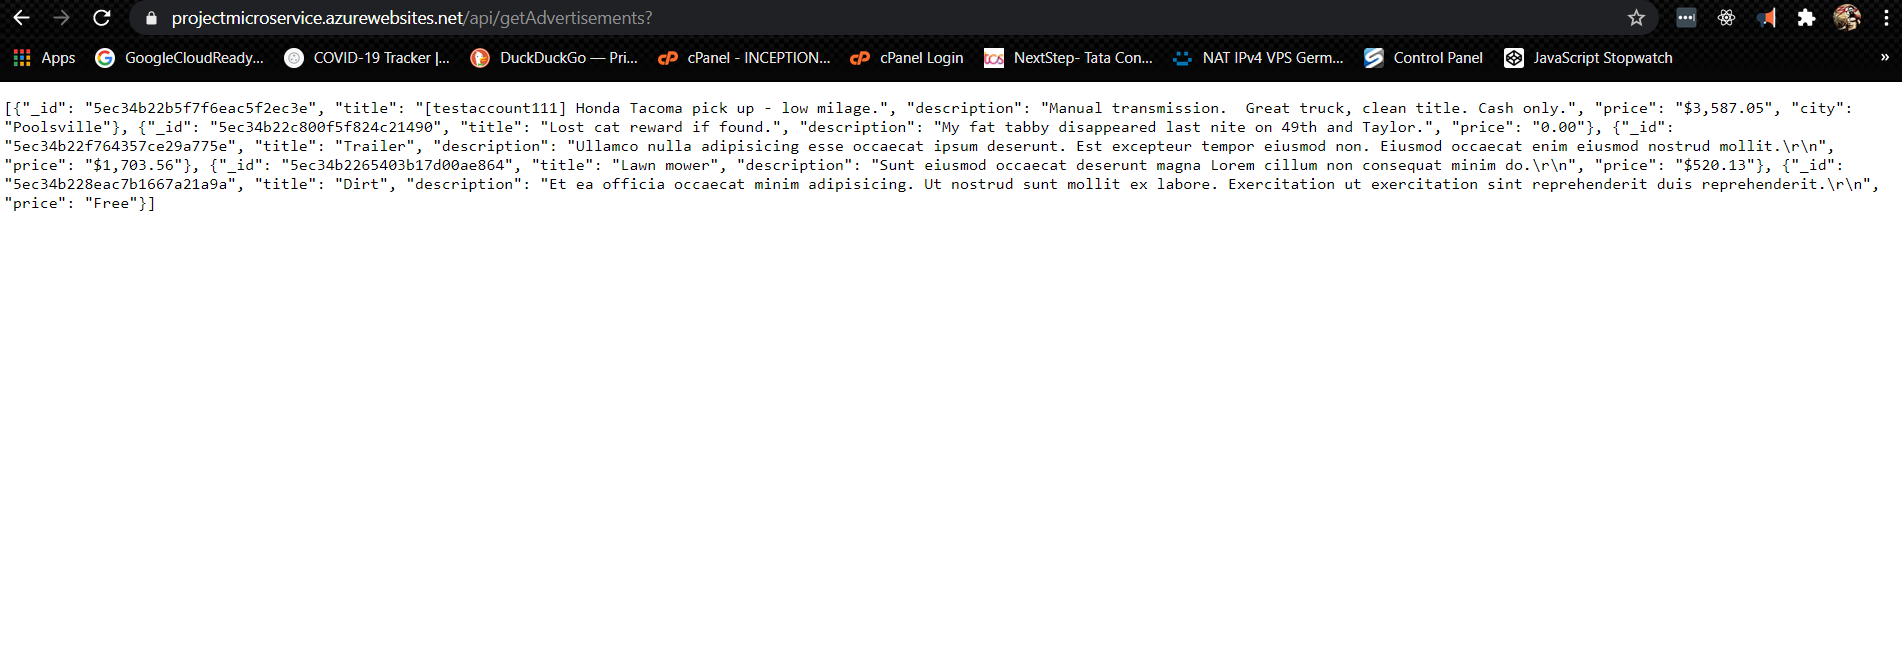 projectmicroservice.azurewebsites.net/api/getAdvertisements?
Apps GoogleCloudReady... COVID-19 Tracker |... DuckDuckGo — Pri... cPanel - INCEPTION... cPanel Login tcs NextStep- Tata Con... NAT IPv4 VPS Germ... Control Panel JavaScript Stopwatch »
[{"_id": "5ec34b22b5f7f6eac5f2ec3e", "title": "[testaccount111] Honda Tacoma pick up - low milage.", "description": "Manual transmission.  Great truck, clean title. Cash only.", "price": "$3,587.05", "city":
"Poolsville"}, {"_id": "5ec34b22c800f5f824c21490", "title": "Lost cat reward if found.", "description": "My fat tabby disappeared last nite on 49th and Taylor.", "price": "0.00"}, {"_id":
"5ec34b22f764357ce29a775e", "title": "Trailer", "description": "Ullamco nulla adipisicing esse occaecat ipsum deserunt. Est excepteur tempor eiusmod non. Eiusmod occaecat enim eiusmod nostrud mollit.\r\n",
"price": "$1,703.56"}, {"_id": "5ec34b2265403b17d00ae864", "title": "Lawn mower", "description": "Sunt eiusmod occaecat deserunt magna Lorem cillum non consequat minim do.\r\n", "price": "$520.13"}, {"_id":
"5ec34b228eac7b1667a21a9a", "title": "Dirt", "description": "Et ea officia occaecat minim adipisicing. Ut nostrud sunt mollit ex labore. Exercitation ut exercitation sint reprehenderit duis reprehenderit.\r\n",
"price": "Free"}]